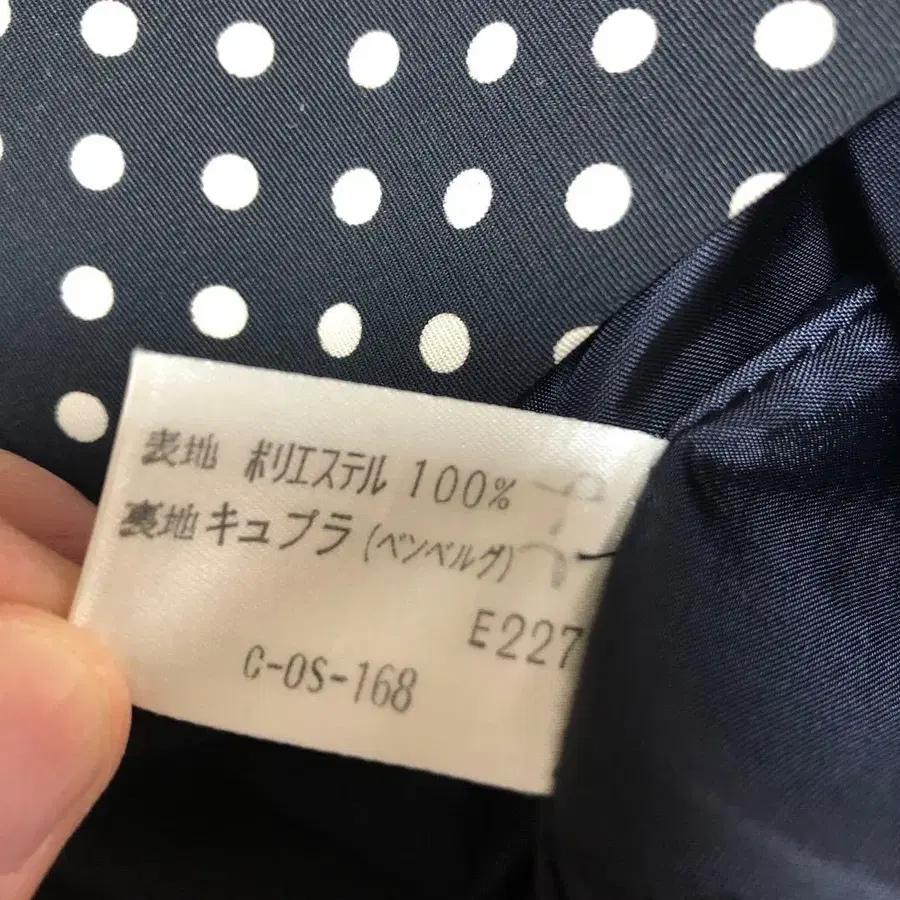 表地 ポリエステル 100%
裏地 キュプラ (ベンベルグ)
E227
C-OS-168